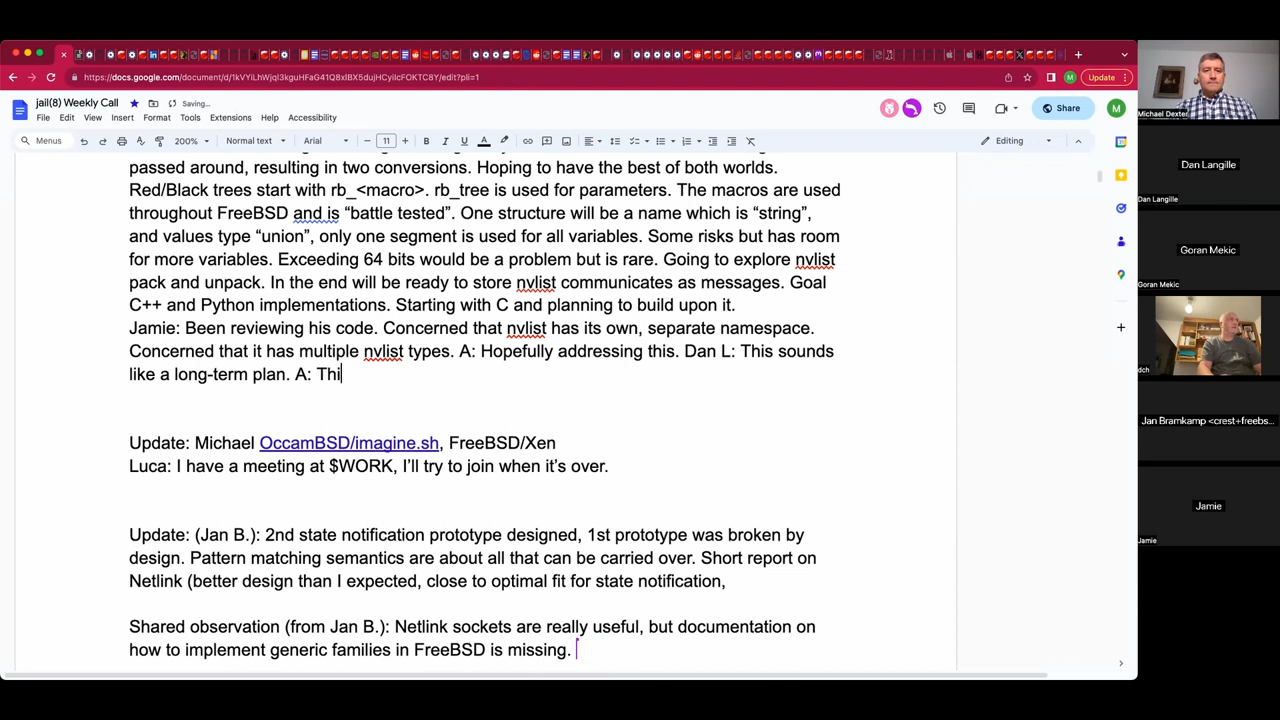 https://docs.google.com/document/d/1kVYiLhWjql3kguHFaG41Q8xIBX5dujHCyiIcFOKTC8Y/edit?pli=1
Update
jail(8) Weekly Call
Saving...
File Edit View Insert Format Tools Extensions Help Accessibility
Share
M
Menus
200%
Normal text
Arial
11
Editing
passed around, resulting in two conversions. Hoping to have the best of both worlds.
Red/Black trees start with rb_<macro>. rb_tree is used for parameters. The macros are used
throughout FreeBSD and is “battle tested”. One structure will be a name which is “string”,
and values type “union”, only one segment is used for all variables. Some risks but has room
for more variables. Exceeding 64 bits would be a problem but is rare. Going to explore nvlist
pack and unpack. In the end will be ready to store nvlist communicates as messages. Goal
C++ and Python implementations. Starting with C and planning to build upon it.
Jamie: Been reviewing his code. Concerned that nvlist has its own, separate namespace.
Concerned that it has multiple nvlist types. A: Hopefully addressing this. Dan L: This sounds
like a long-term plan. A: Thi
Update: Michael OccamBSD/imagine.sh, FreeBSD/Xen
Luca: I have a meeting at $WORK, I’ll try to join when it’s over.
Update: (Jan B.): 2nd state notification prototype designed, 1st prototype was broken by
design. Pattern matching semantics are about all that can be carried over. Short report on
Netlink (better design than I expected, close to optimal fit for state notification,
Shared observation (from Jan B.): Netlink sockets are really useful, but documentation on
how to implement generic families in FreeBSD is missing.
Michael Dexter
Dan Langille
Dan Langille
Goran Mekic
Goran Mekic
dch
Jan Bramkamp <crest+freebs...
Jamie
Jamie